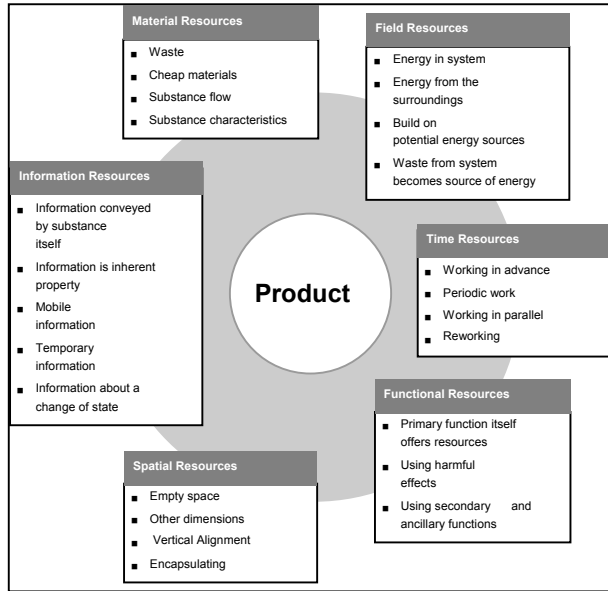 Material Resources
Waste
Cheap materials
Substance flow
Substance characteristics
Field Resources
Energy in system
Energy from the
surroundings
Build on
potential energy sources
Waste from system
becomes source of energy
Information Resources
Information conveyed
by substance
itself
Information is inherent
property
Mobile
information
Temporary
information
Information about a
change of state
Product
Time Resources
Working in advance
Periodic work
Working in parallel
Reworking
Functional Resources
Primary function itself
offers resources
Using harmful
effects
Using secondary and
ancillary functions
Spatial Resources
Empty space
Other dimensions
Vertical Alignment
Encapsulating